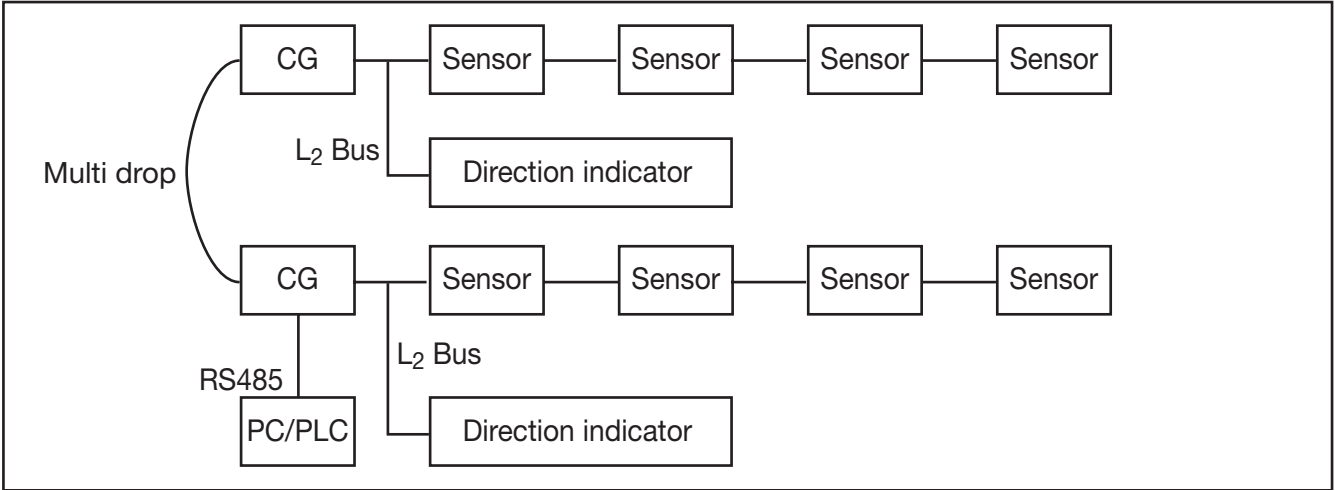 CG
Sensor
Sensor
Sensor
Sensor
L2 Bus
Direction indicator
Multi drop
CG
Sensor
Sensor
Sensor
Sensor
L2 Bus
RS485
PC/PLC
Direction indicator